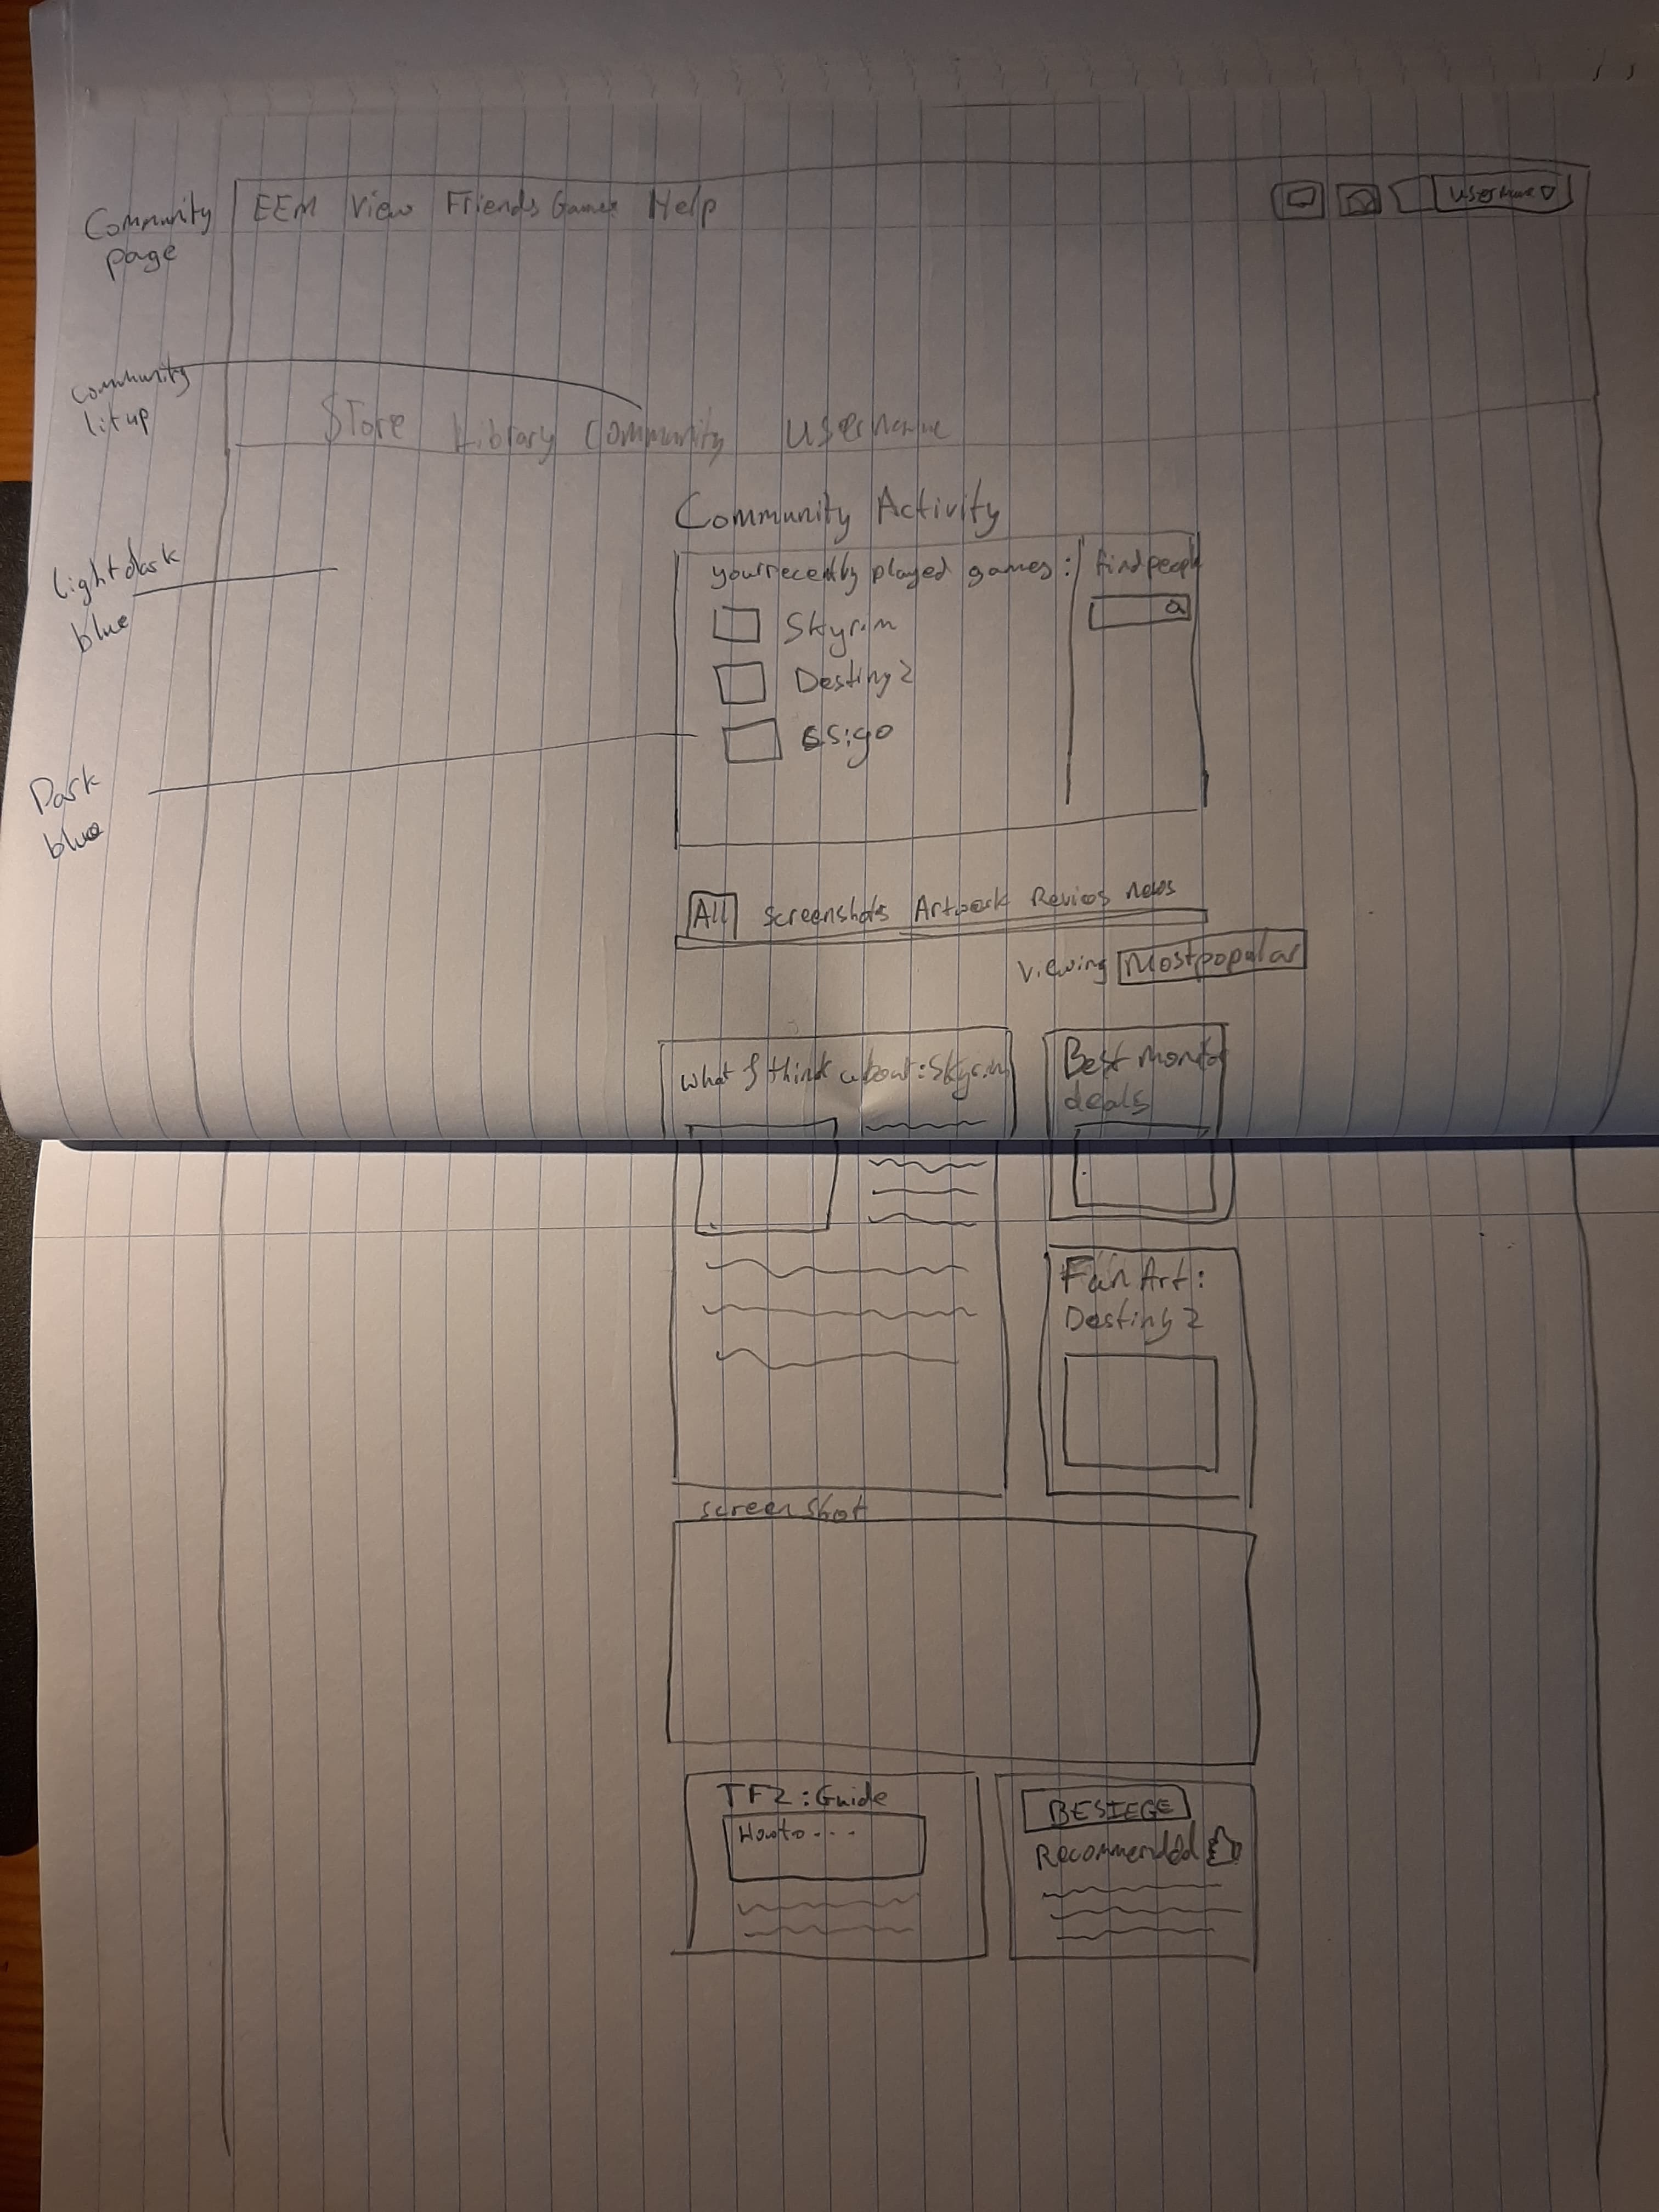 Community
page
EEM View Friends Games Help
username
Community
lit up
Store Library Community username
Community Activity
Light dark
blue
your recently played games:
find people
Skyrim
Destiny 2
CS:go
Dark
blue
All screenshots Artwork Revies news
Viewing Most popular
what I think about: Skyrim
Best monitor
deals
Fan Art:
Destiny 2
screenshot
TF2: Guide
How to ...
BESIEGE
Recommended